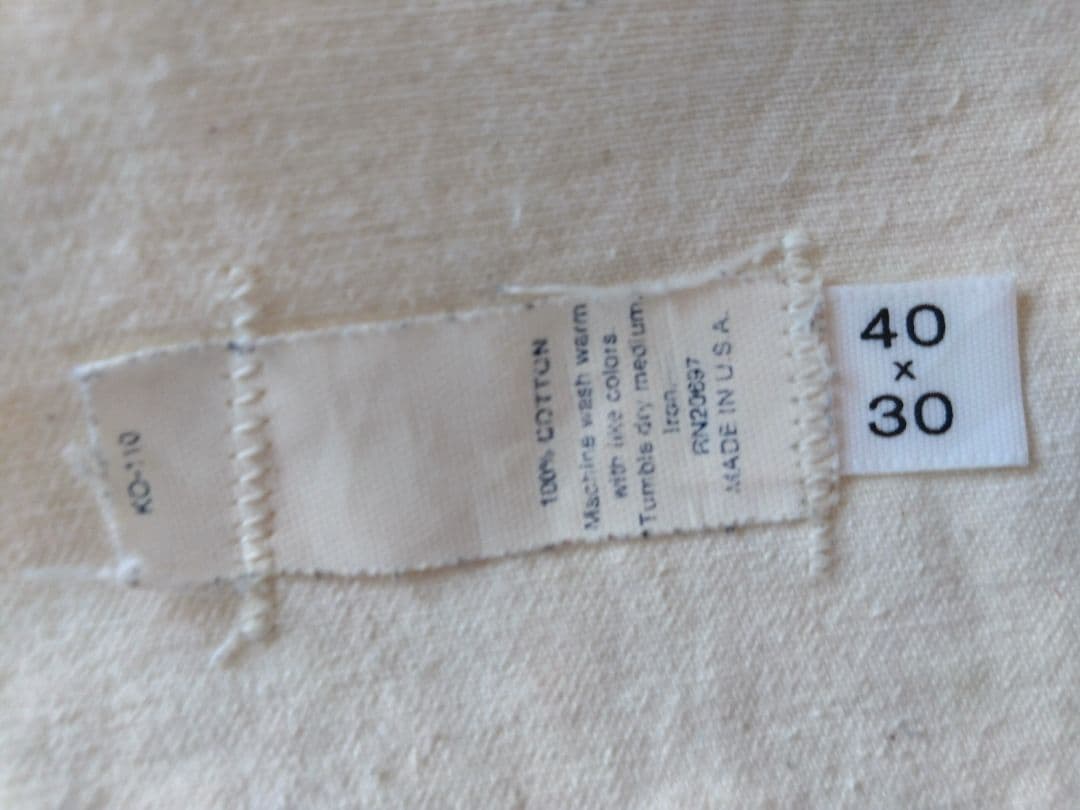 KO-110
100% COTTON
Machine wash warm
with like colors
Tumble dry medium.
Iron.
RN20697
MADE IN U.S.A.
40
x
30